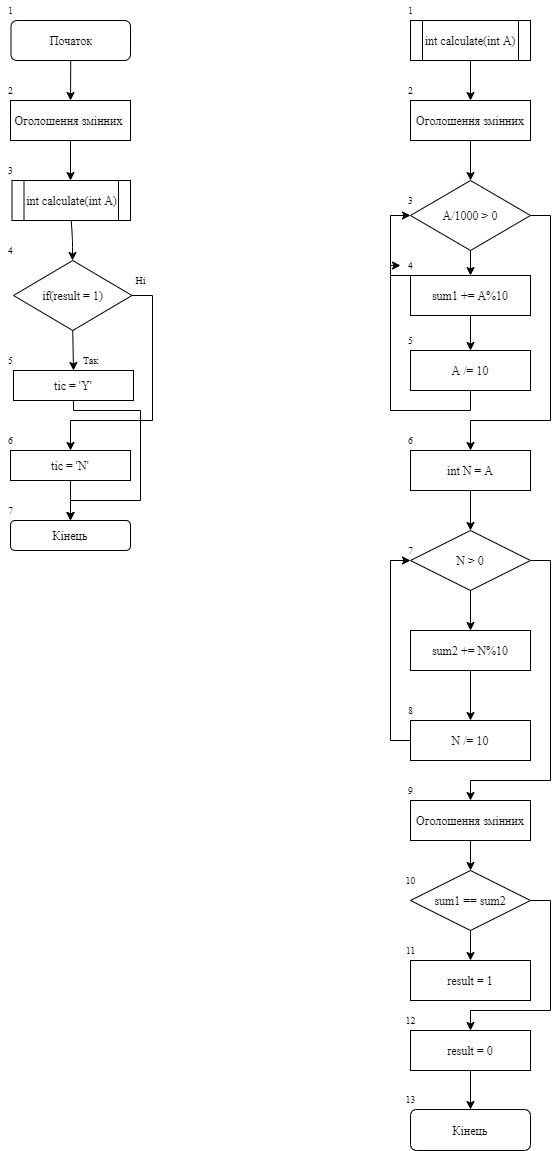 1
Початок
2
Оголошення змінних
3
int calculate(int A)
4
if(result = 1)
Ні
Так
5
tic = 'Y'
6
tic = 'N'
7
Кінець
1
int calculate(int A)
2
Оголошення змінних
3
A/1000 > 0
4
sum1 += A%10
5
A /= 10
6
int N = A
7
N > 0
sum2 += N%10
8
N /= 10
9
Оголошення змінних
10
sum1 == sum2
11
result = 1
12
result = 0
13
Кінець